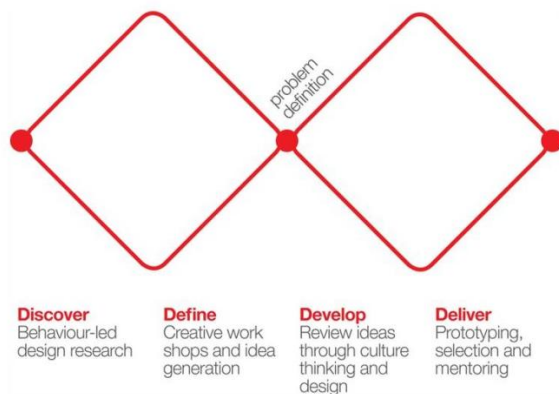 problem
definition
Discover
Behaviour-led
design research
Define
Creative work
shops and idea
generation
Develop
Review ideas
through culture
thinking and
design
Deliver
Prototyping,
selection and
mentoring